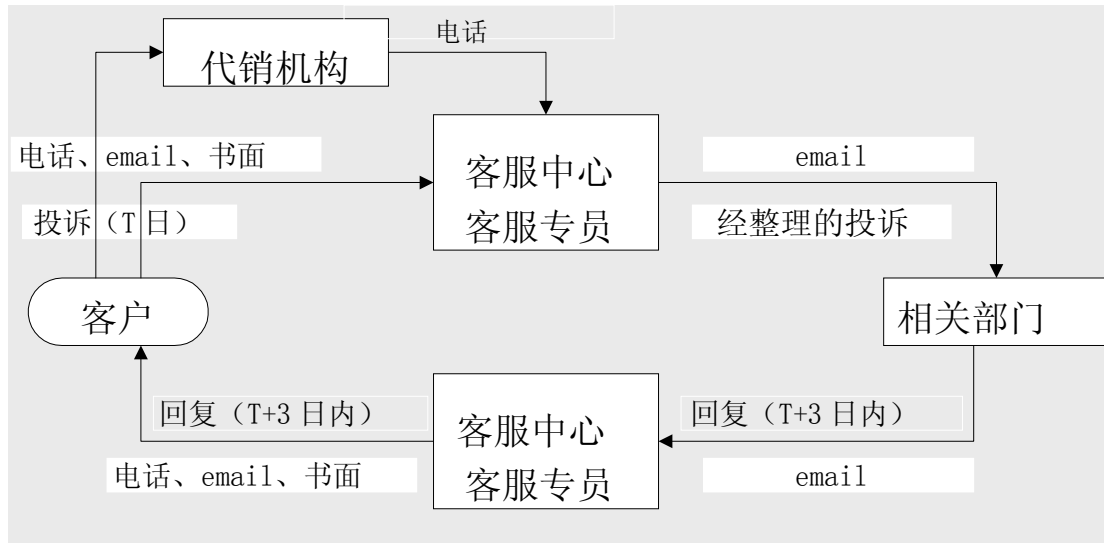 电话
代销机构
电话、email、书面
客服中心
客服专员
email
投诉（T 日）
经整理的投诉
客户
相关部门
回复（T+3 日内）
客服中心
客服专员
回复（T+3 日内）
电话、email、书面
email